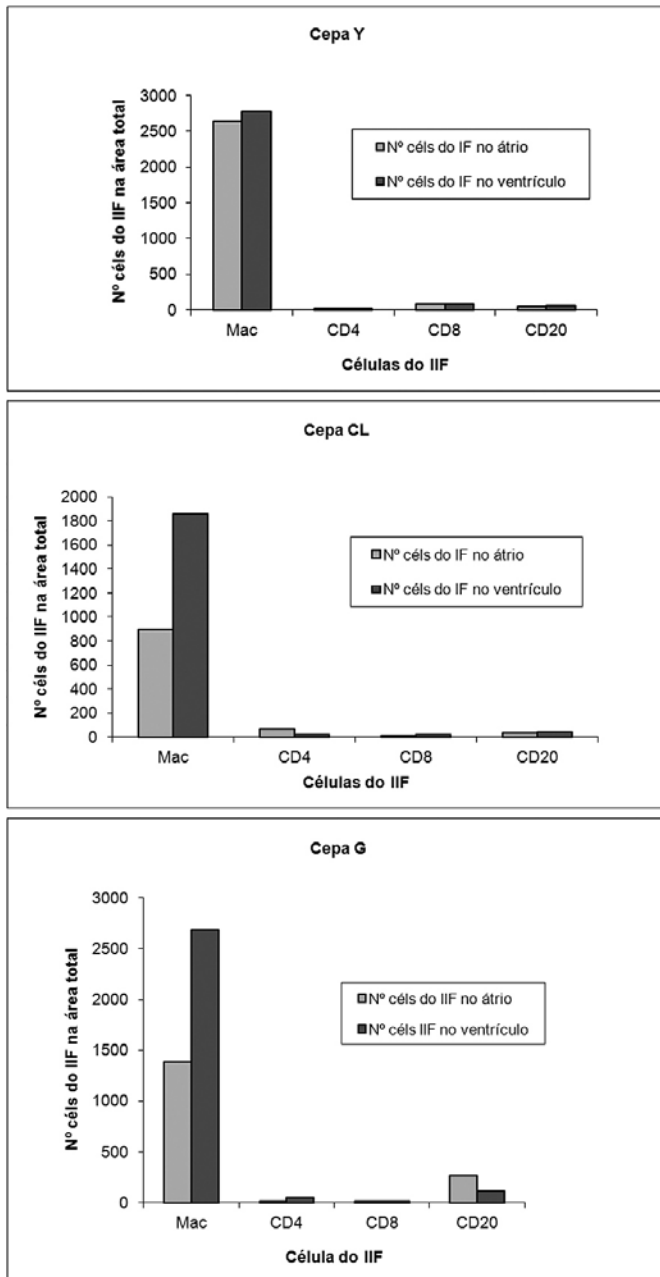 Cepa Y
Nº céls do IIF na área total
3000
2500
2000
1500
1000
500
0
Nº céls do IF no átrio
Nº céls do IF no ventrículo
Mac CD4 CD8 CD20
Células do IIF
Cepa CL
Nº céls do IIF na área total
2000
1800
1600
1400
1200
1000
800
600
400
200
0
Nº céls do IF no átrio
Nº céls do IF no ventrículo
Mac CD4 CD8 CD20
Células do IIF
Cepa G
Nº céls do IIF na área total
3000
2500
2000
1500
1000
500
0
Nº céls do IIF no átrio
Nº céls IIF no ventrículo
Mac CD4 CD8 CD20
Célula do IIF